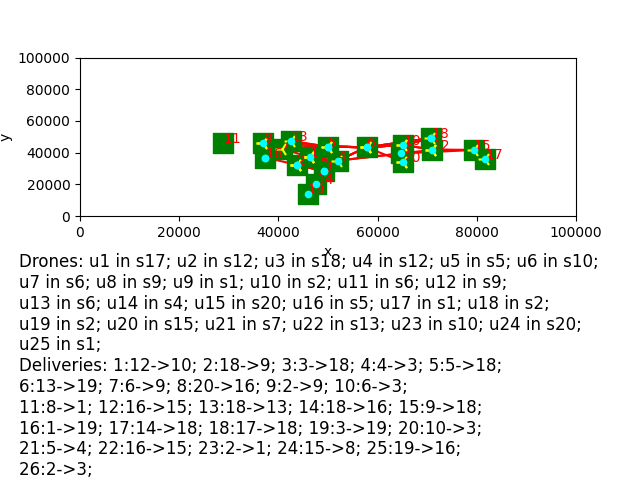 100000
80000
60000
40000
20000
0
y
0 20000 40000 60000 80000 100000
x
11
Drones: u1 in s17; u2 in s12; u3 in s18; u4 in s12; u5 in s5; u6 in s10;
u7 in s6; u8 in s9; u9 in s1; u10 in s2; u11 in s6; u12 in s9;
u13 in s6; u14 in s4; u15 in s20; u16 in s5; u17 in s1; u18 in s2;
u19 in s2; u20 in s15; u21 in s7; u22 in s13; u23 in s10; u24 in s20;
u25 in s1;
Deliveries: 1:12->10; 2:18->9; 3:3->18; 4:4->3; 5:5->18;
6:13->19; 7:6->9; 8:20->16; 9:2->9; 10:6->3;
11:8->1; 12:16->15; 13:18->13; 14:18->16; 15:9->18;
16:1->19; 17:14->18; 18:17->18; 19:3->19; 20:10->3;
21:5->4; 22:16->15; 23:2->1; 24:15->8; 25:19->16;
26:2->3;